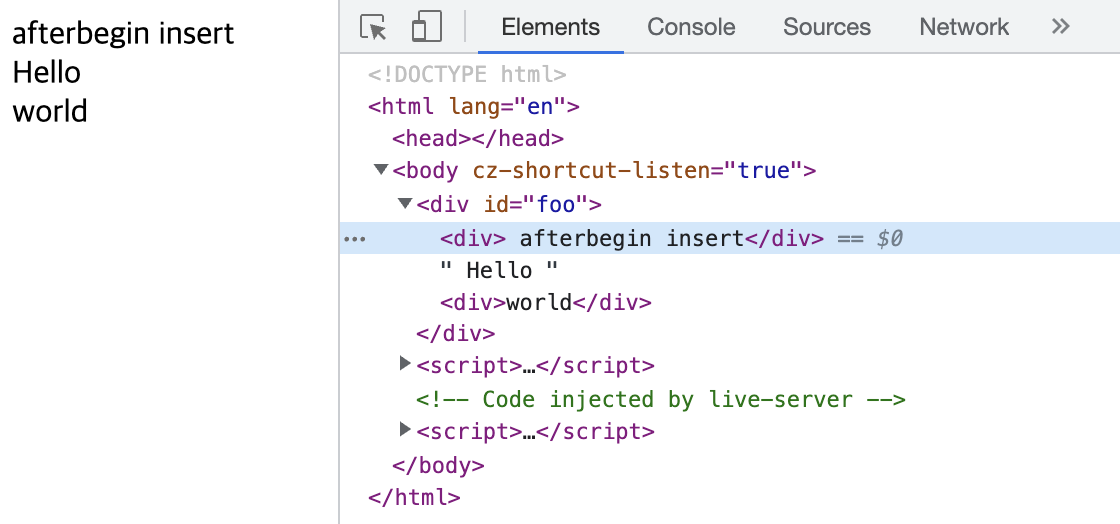 afterbegin insert
Hello
world
Elements Console Sources Network »
<!DOCTYPE html>
<html lang="en">
<head></head>
▼<body cz-shortcut-listen="true">
▼<div id="foo">
••• <div> afterbegin insert</div> == $0
" Hello "
<div>world</div>
</div>
▶<script>…</script>
<!-- Code injected by live-server -->
▶<script>…</script>
</body>
</html>